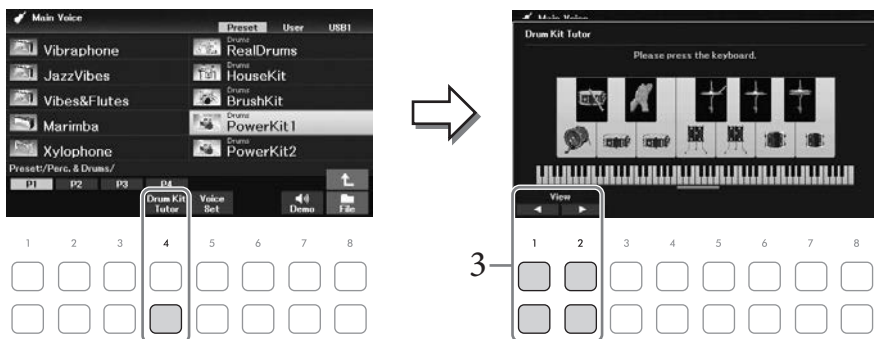 Main Voice
Preset User USB1
Vibraphone
Drums
RealDrums
JazzVibes
Drums
HouseKit
Vibes&Flutes
Drums
BrushKit
Marimba
Drums
PowerKit1
Xylophone
Drums
PowerKit2
Preset:/Perc. & Drums/
P1 P2 P3 P4
Drum Kit Tutor
Voice Set
Demo
File
1 2 3 4 5 6 7 8
Main Voice
Drum Kit Tutor
Please press the keyboard.
View
1 2 3 4 5 6 7 8
3